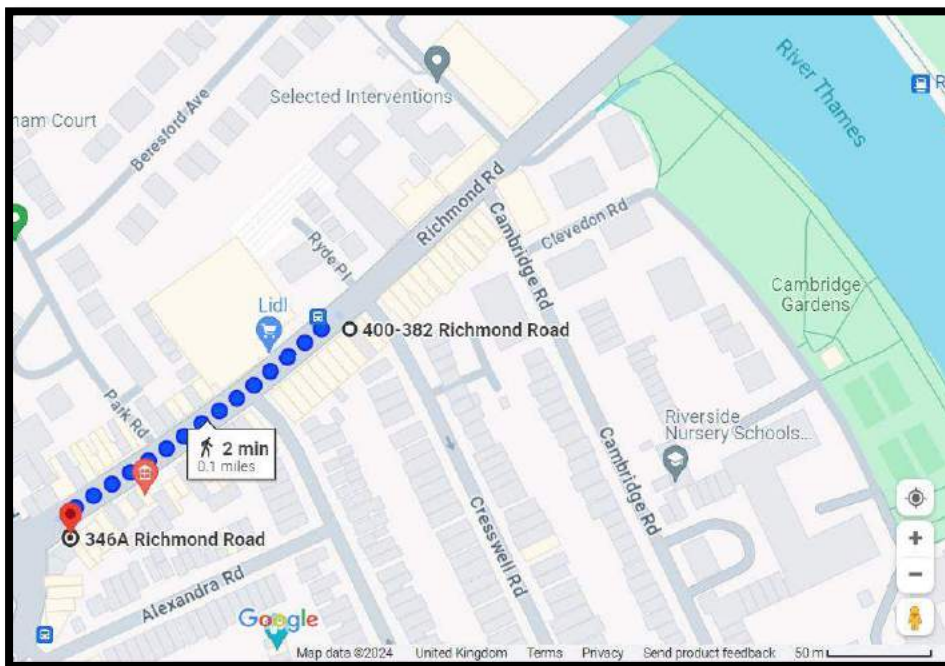 River Thames
R
Selected Interventions
ham Court
Beresford Ave
Richmond Rd
Cambridge Rd
Clevedon Rd
Ryde Pl
Cambridge
Gardens
Lidl
400-382 Richmond Road
Park Rd
2 min
0.1 miles
Riverside
Nursery Schools...
Cambridge Rd
Cresswell Rd
346A Richmond Road
Alexandra Rd
+
−
Google
Map data ©2024 United Kingdom Terms Privacy Send product feedback 50 m